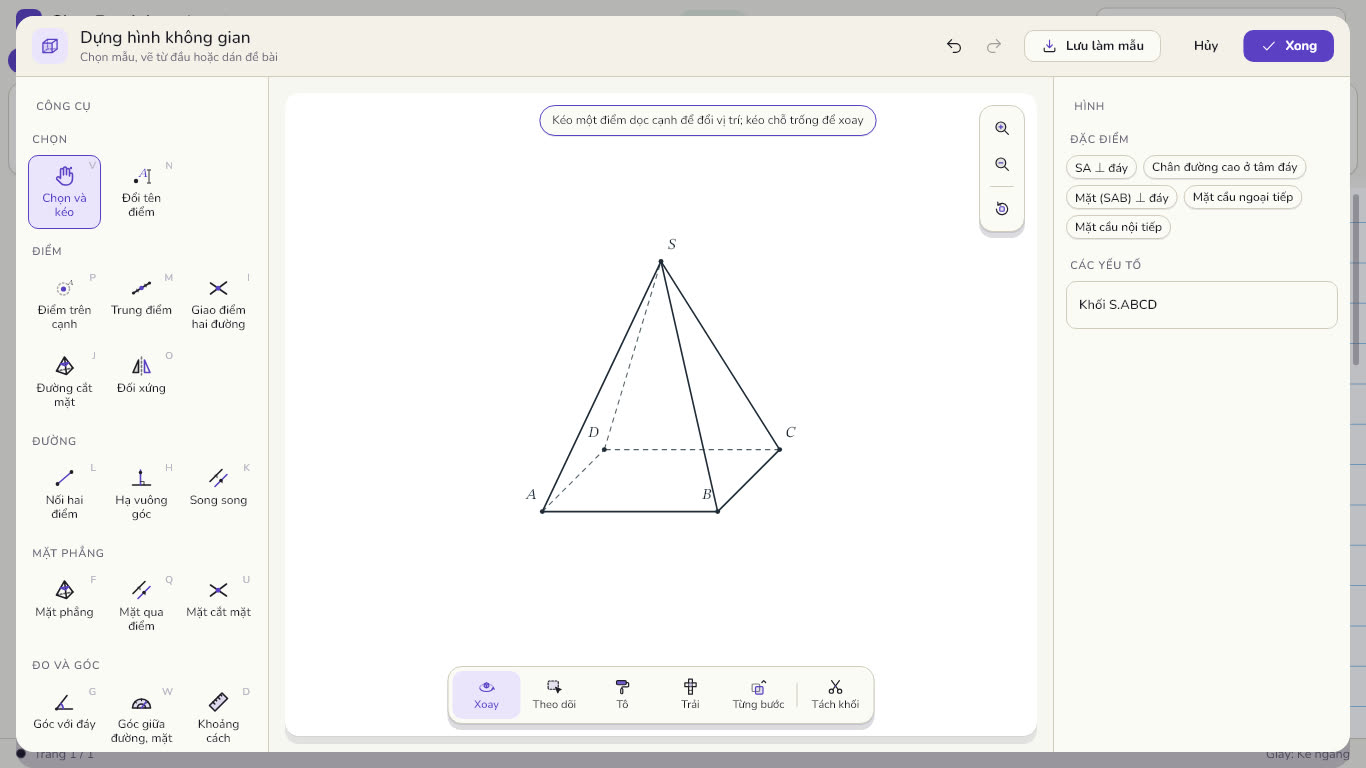 Dựng hình không gian
Chọn mẫu, vẽ từ đầu hoặc dán đề bài
Lưu làm mẫu
Hủy
Xong
CÔNG CỤ
CHỌN
V
Chọn và kéo
N
Đổi tên điểm
ĐIỂM
P
Điểm trên cạnh
M
Trung điểm
I
Giao điểm hai đường
J
Đường cắt mặt
O
Đối xứng
ĐƯỜNG
L
Nối hai điểm
H
Hạ vuông góc
K
Song song
MẶT PHẲNG
F
Mặt phẳng
Q
Mặt qua điểm
U
Mặt cắt mặt
ĐO VÀ GÓC
G
Góc với đáy
W
Góc giữa đường, mặt
D
Khoảng cách
Kéo một điểm dọc cạnh để đổi vị trí; kéo chỗ trống để xoay
S
D
C
A
B
Xoay
Theo dõi
Tô
Trải
Từng bước
Tách khối
HÌNH
ĐẶC ĐIỂM
SA ⊥ đáy
Chân đường cao ở tâm đáy
Mặt (SAB) ⊥ đáy
Mặt cầu ngoại tiếp
Mặt cầu nội tiếp
CÁC YẾU TỐ
Khối S.ABCD
Trang 1 / 1
Giấy: Kẻ ngang